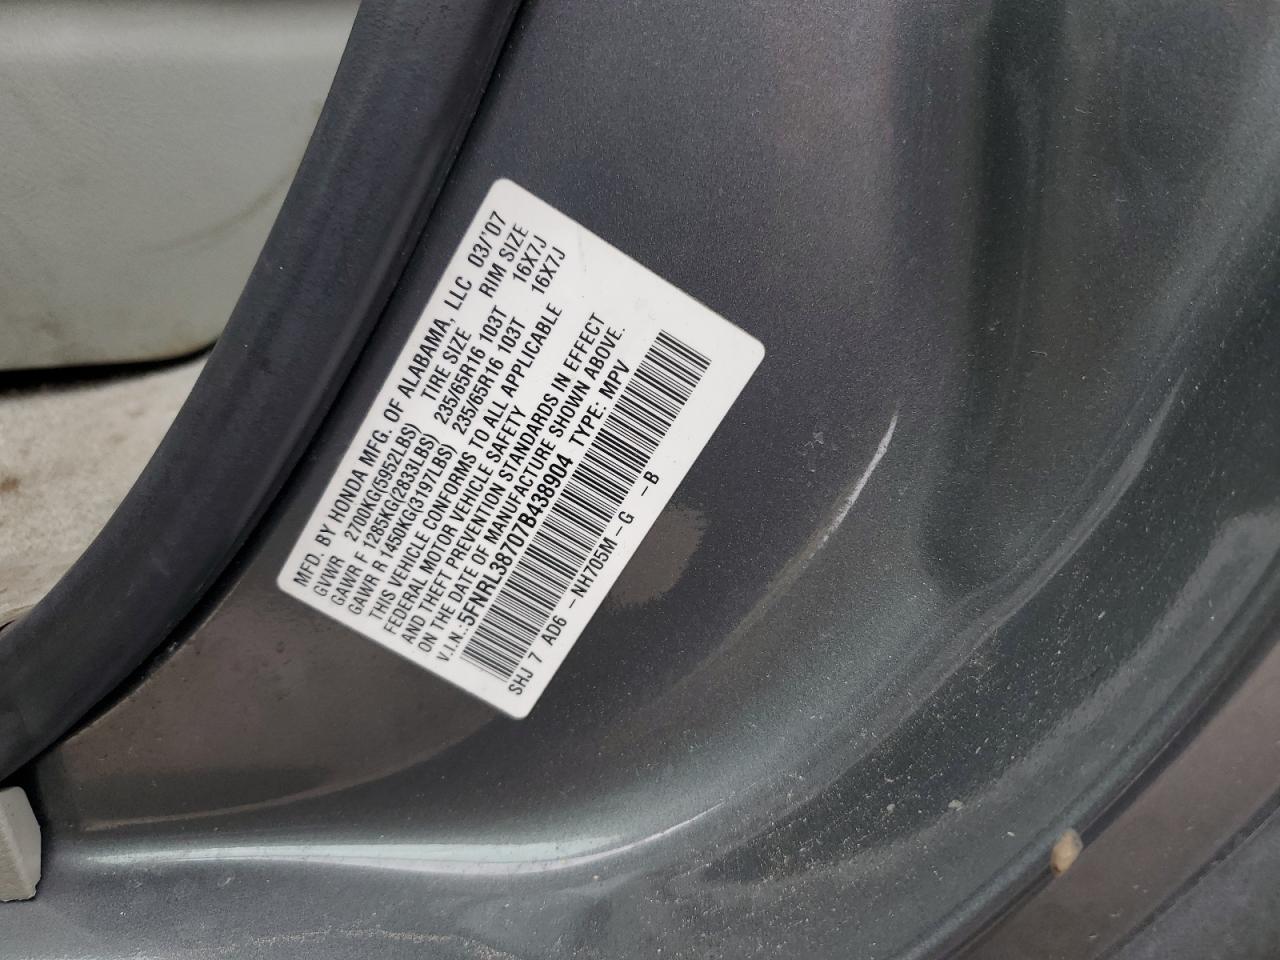 MFD. BY HONDA MFG. OF ALABAMA, LLC 03/'07
GVWR 2700KG(5952LBS) TIRE SIZE RIM SIZE
GAWR F 1285KG(2833LBS) 235/65R16 103T 16X7J
GAWR R 1450KG(3197LBS) 235/65R16 103T 16X7J
THIS VEHICLE CONFORMS TO ALL APPLICABLE
FEDERAL MOTOR VEHICLE SAFETY
AND THEFT PREVENTION STANDARDS IN EFFECT
ON THE DATE OF MANUFACTURE SHOWN ABOVE.
V.I.N.:5FNRL38707B438904 TYPE: MPV
SHJ 7 AD6 -NH705M-G -B